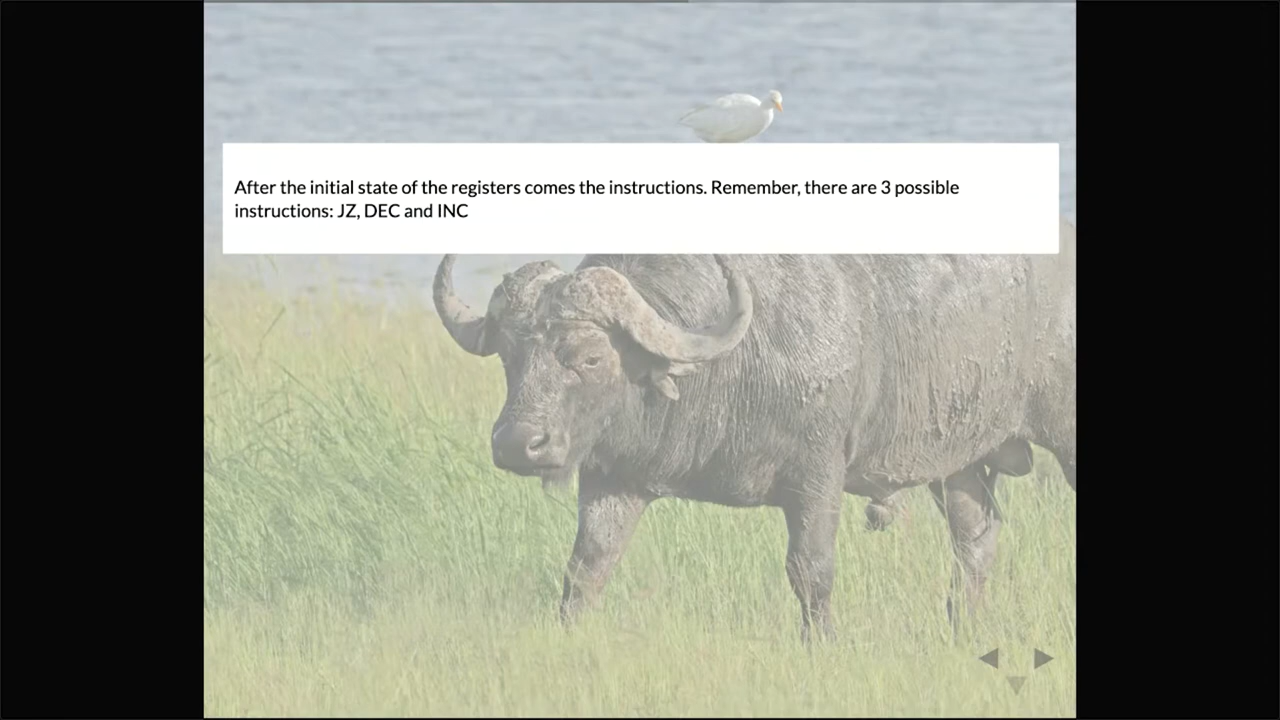 After the initial state of the registers comes the instructions. Remember, there are 3 possible
instructions: JZ, DEC and INC